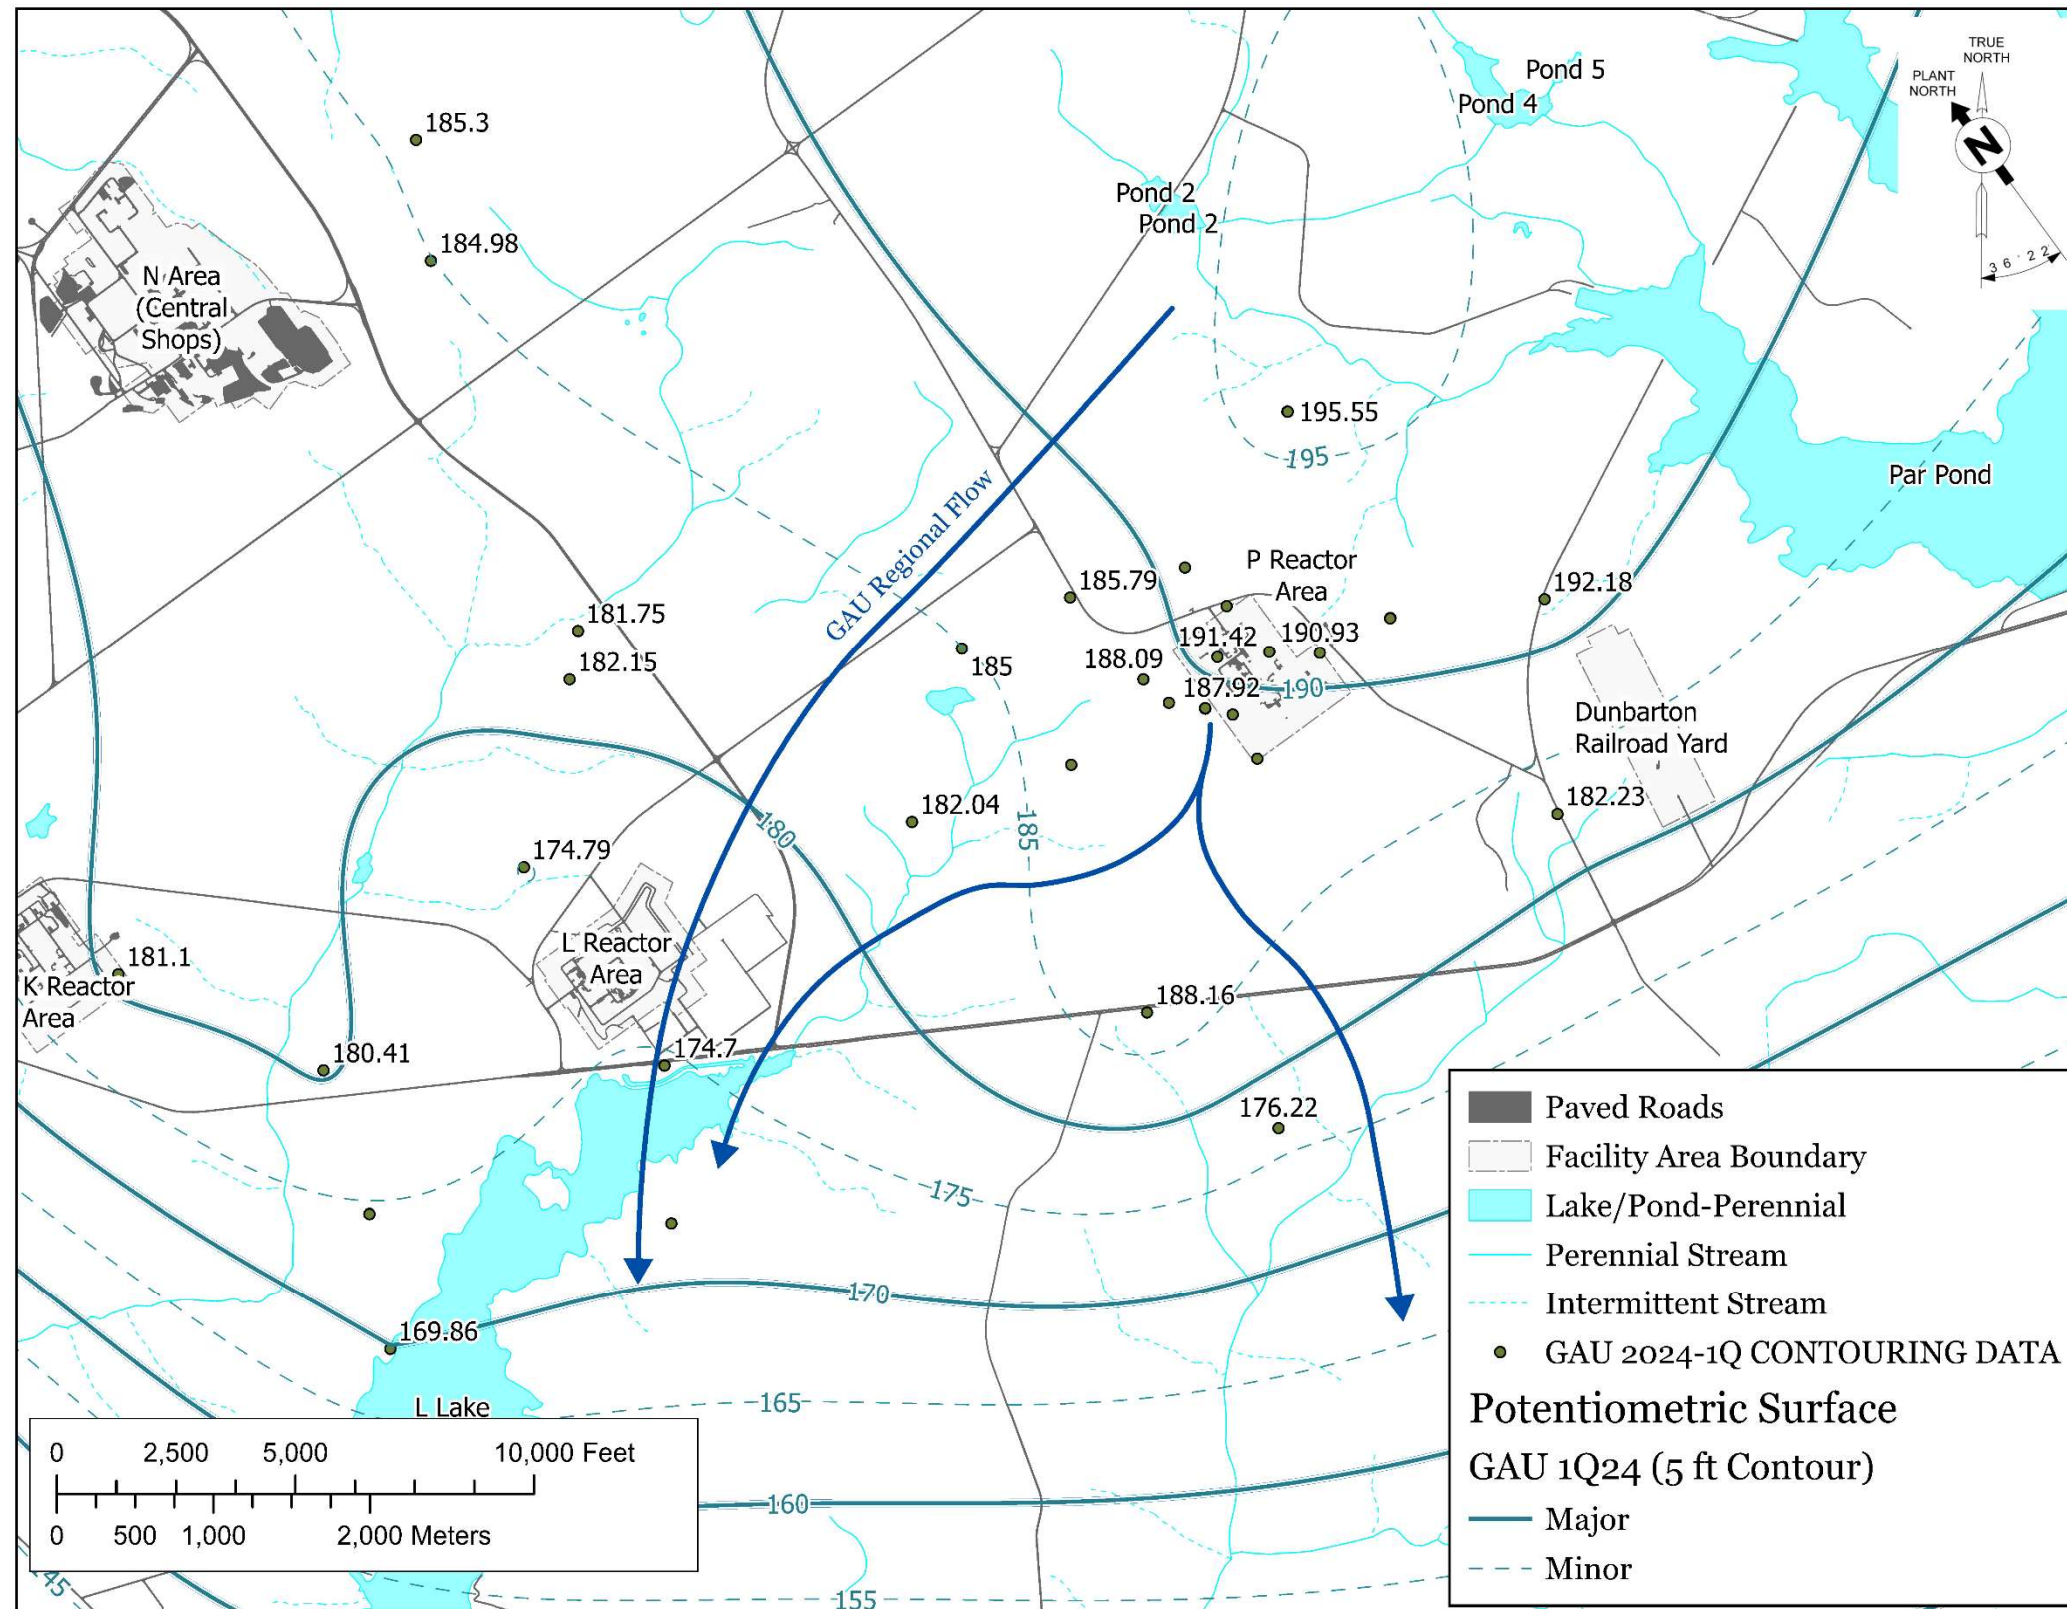 TRUE
NORTH
PLANT
NORTH
N
36°22'
Pond 5
Pond 4
185.3
Pond 2
Pond 2
184.98
N Area
(Central
Shops)
195.55
195
Par Pond
GAU Regional Flow
P Reactor
Area
185.79
192.18
181.75
191.42
190.93
182.15
185
188.09
187.92
190
Dunbarton
Railroad Yard
182.23
182.04
180
185
174.79
L Reactor
Area
181.1
K Reactor
Area
188.16
180.41
174.7
176.22
175
170
169.86
L Lake
165
160
155
45
0 2,500 5,000 10,000 Feet
0 500 1,000 2,000 Meters
Paved Roads
Facility Area Boundary
Lake/Pond-Perennial
Perennial Stream
Intermittent Stream
GAU 2024-1Q CONTOURING DATA
Potentiometric Surface
GAU 1Q24 (5 ft Contour)
Major
Minor